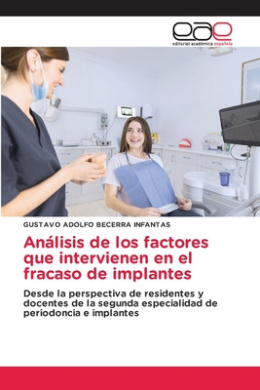 eae
editorial académica española
GUSTAVO ADOLFO BECERRA INFANTAS
Análisis de los factores
que intervienen en el
fracaso de implantes
Desde la perspectiva de residentes y
docentes de la segunda especialidad de
periodoncia e implantes